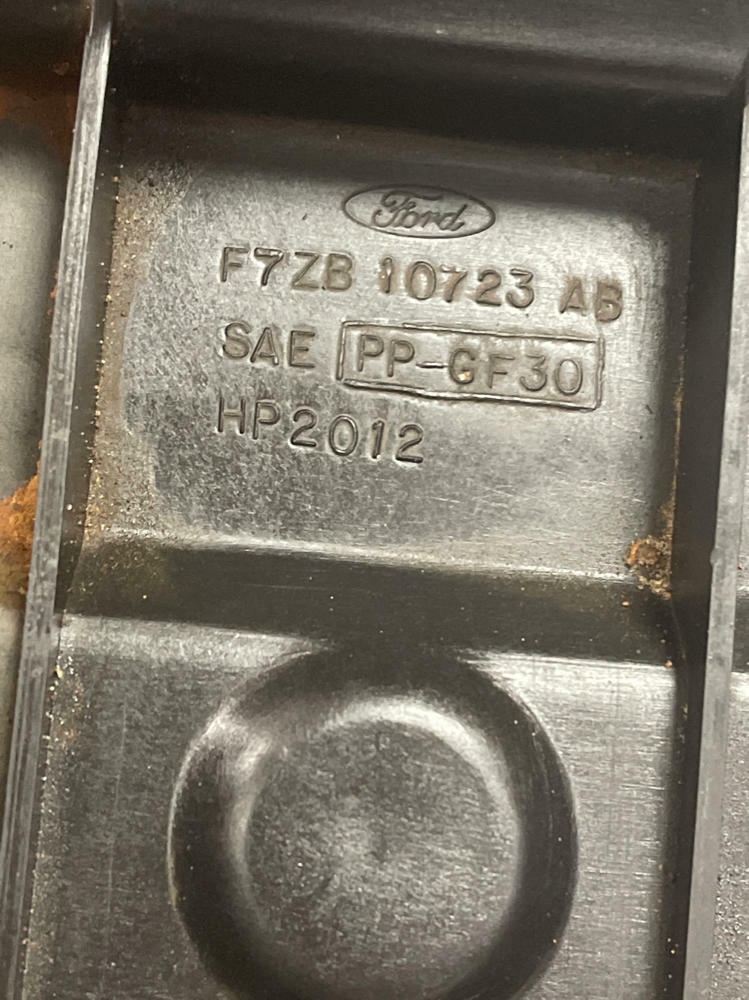 Ford
F7ZB 10723 AB
SAE PP-GF30
HP2012